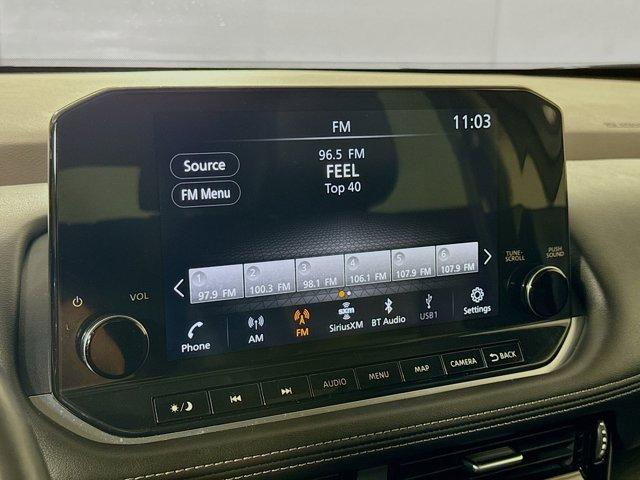 FM
11:03
Source
96.5 FM
FEEL
FM Menu
Top 40
1 2 3 4 5 6
97.9 FM 100.3 FM 98.1 FM 106.1 FM 107.9 FM 107.9 FM
Phone AM FM sxm SiriusXM BT Audio USB1 Settings
VOL
TUNE-
SCROLL
PUSH
SOUND
AUDIO MENU MAP CAMERA BACK